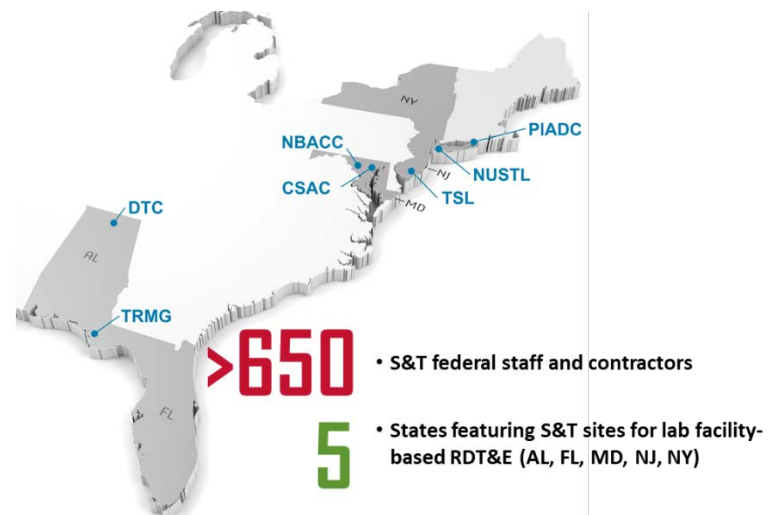 NY
PIADC
NBACC
NUSTL
CSAC
NJ
TSL
MD
DTC
AL
TRMG
FL
>650
• S&T federal staff and contractors
5
• States featuring S&T sites for lab facility-
based RDT&E (AL, FL, MD, NJ, NY)